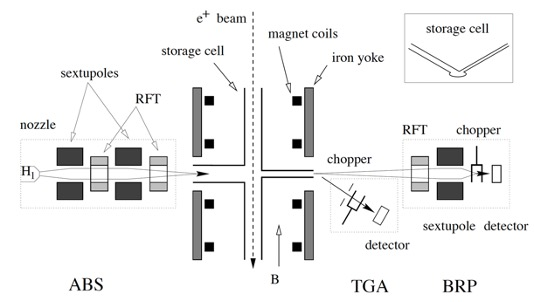 e+ beam
magnet coils
storage cell
storage cell
iron yoke
sextupoles
RFT
nozzle
RFT
chopper
chopper
H₁
detector
sextupole detector
B
ABS
TGA
BRP